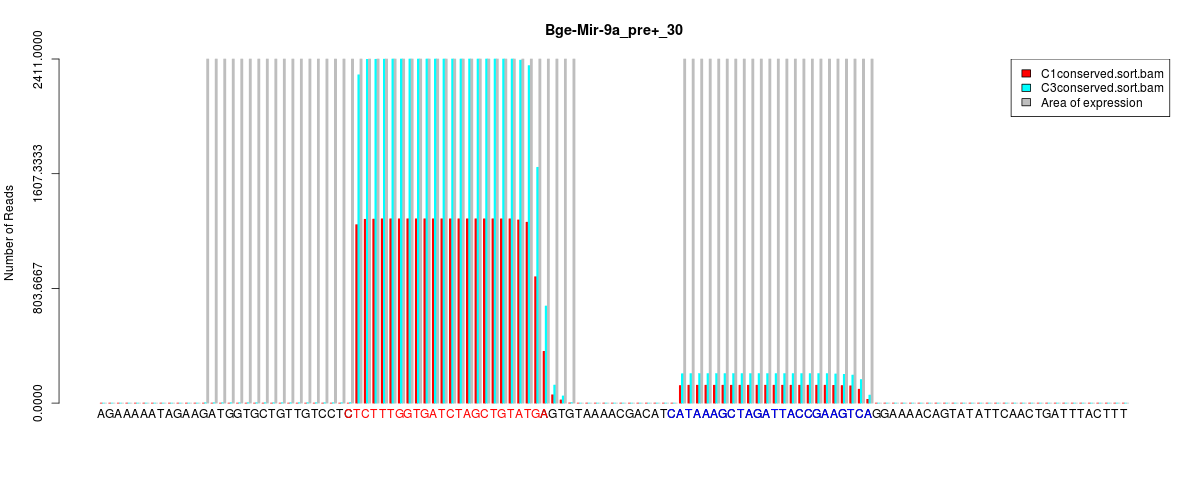 Bge-Mir-9a_pre+_30
C1conserved.sort.bam
C3conserved.sort.bam
Area of expression
Number of Reads
2411.0000
1607.3333
803.6667
0.0000
AGAAAAATAGAAGATGGTGCTGTTGTCCTCTCTTTGGTGATCTAGCTGTATGAGTGTAAAACGACATCATAAAGCTAGATTACCGAAGTCAGGAAAACAGTATATTCAACTGATTTACTTT